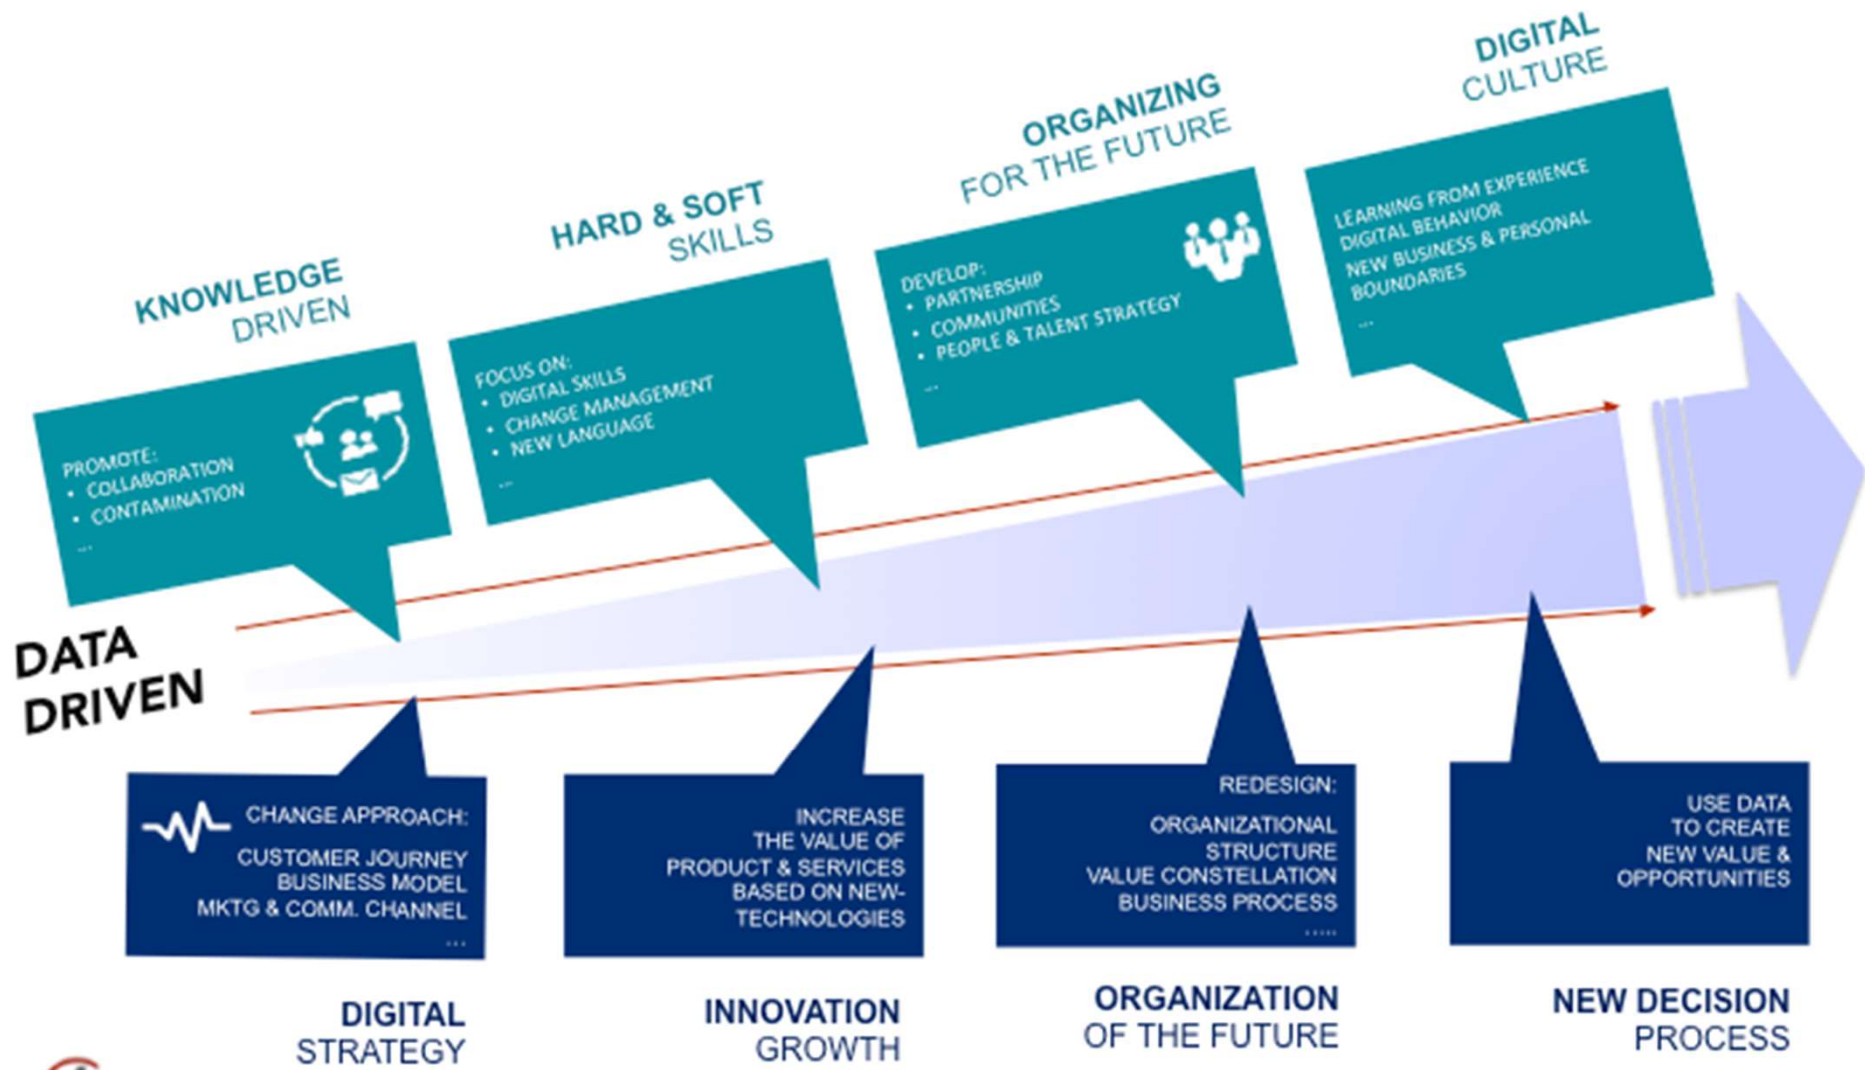 DIGITAL
CULTURE
ORGANIZING
FOR THE FUTURE
HARD & SOFT
SKILLS
KNOWLEDGE
DRIVEN
PROMOTE:
• COLLABORATION
• CONTAMINATION
...
FOCUS ON:
• DIGITAL SKILLS
• CHANGE MANAGEMENT
• NEW LANGUAGE
...
DEVELOP:
• PARTNERSHIP
• COMMUNITIES
• PEOPLE & TALENT STRATEGY
...
LEARNING FROM EXPERIENCE
DIGITAL BEHAVIOR
NEW BUSINESS & PERSONAL
BOUNDARIES
...
DATA
DRIVEN
CHANGE APPROACH:
CUSTOMER JOURNEY
BUSINESS MODEL
MKTG & COMM. CHANNEL
...
INCREASE
THE VALUE OF
PRODUCT & SERVICES
BASED ON NEW-
TECHNOLOGIES
REDESIGN:
ORGANIZATIONAL
STRUCTURE
VALUE CONSTELLATION
BUSINESS PROCESS
.....
USE DATA
TO CREATE
NEW VALUE &
OPPORTUNITIES
DIGITAL
STRATEGY
INNOVATION
GROWTH
ORGANIZATION
OF THE FUTURE
NEW DECISION
PROCESS